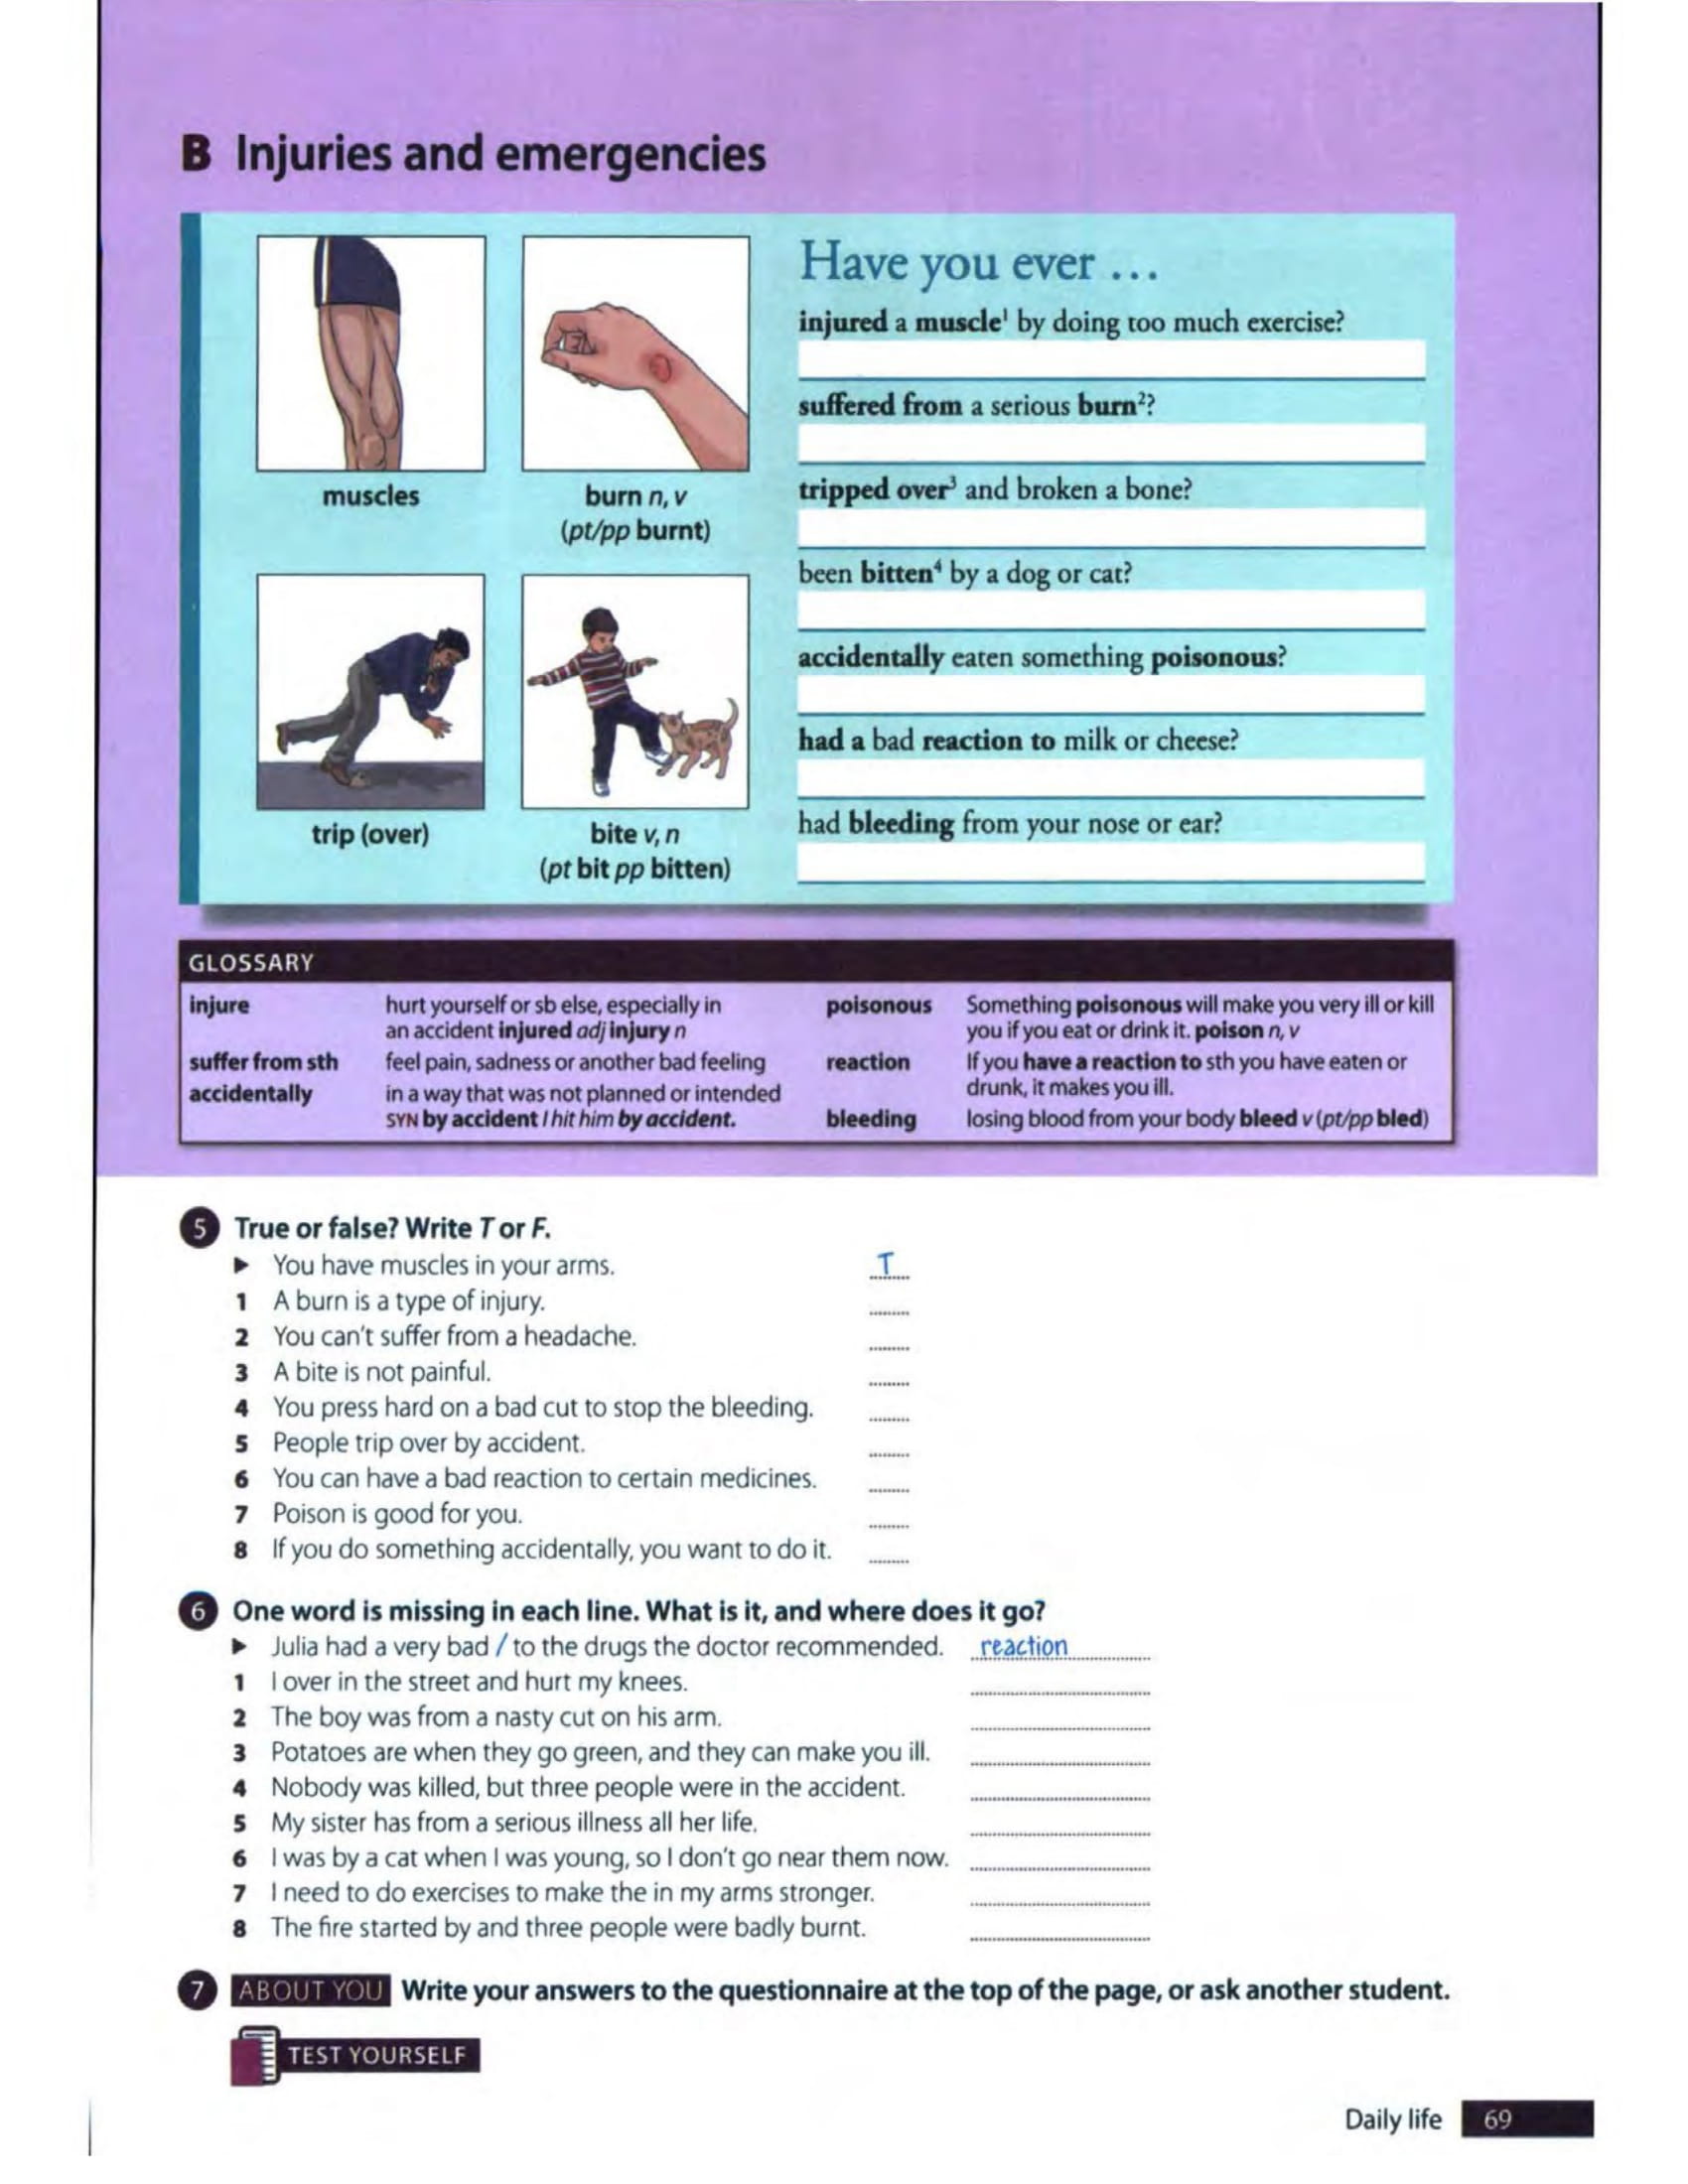 B Injuries and emergencies
muscles
burn n, v
(pt/pp burnt)
trip (over)
bite v, n
(pt bit pp bitten)
Have you ever ...
injured a muscle¹ by doing too much exercise?
suffered from a serious burn²?
tripped over³ and broken a bone?
been bitten⁴ by a dog or cat?
accidentally eaten something poisonous?
had a bad reaction to milk or cheese?
had bleeding from your nose or ear?
GLOSSARY
injure hurt yourself or sb else, especially in
an accident injured adj injury n
suffer from sth feel pain, sadness or another bad feeling
accidentally in a way that was not planned or intended
SYN by accident I hit him by accident.
poisonous Something poisonous will make you very ill or kill
you if you eat or drink it. poison n, v
reaction If you have a reaction to sth you have eaten or
drunk, it makes you ill.
bleeding losing blood from your body bleed v (pt/pp bled)
5 True or false? Write T or F.
▶ You have muscles in your arms. T
1 A burn is a type of injury.
2 You can't suffer from a headache.
3 A bite is not painful.
4 You press hard on a bad cut to stop the bleeding.
5 People trip over by accident.
6 You can have a bad reaction to certain medicines.
7 Poison is good for you.
8 If you do something accidentally, you want to do it.
6 One word is missing in each line. What is it, and where does it go?
▶ Julia had a very bad / to the drugs the doctor recommended. reaction
1 I over in the street and hurt my knees.
2 The boy was from a nasty cut on his arm.
3 Potatoes are when they go green, and they can make you ill.
4 Nobody was killed, but three people were in the accident.
5 My sister has from a serious illness all her life.
6 I was by a cat when I was young, so I don't go near them now.
7 I need to do exercises to make the in my arms stronger.
8 The fire started by and three people were badly burnt.
7 ABOUT YOU Write your answers to the questionnaire at the top of the page, or ask another student.
TEST YOURSELF
Daily life 69